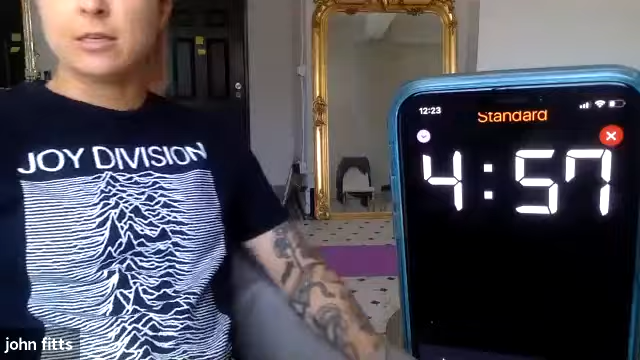 JOY DIVISION
12:23
Standard
4:57
john fitts